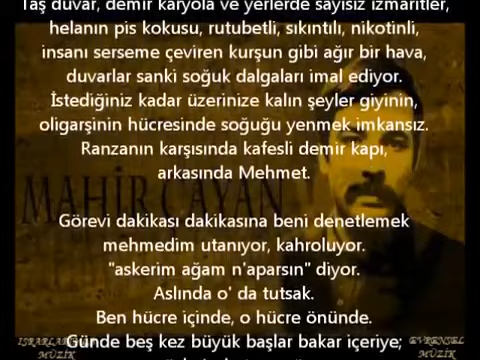 Taş duvar, demir karyola ve yerlerde sayısız izmaritler,
helanın pis kokusu, rutubetli, sıkıntılı, nikotinli,
insanı serseme çeviren kurşun gibi ağır bir hava,
duvarlar sanki soğuk dalgaları imal ediyor.
İstediğiniz kadar üzerinize kalın şeyler giyinin,
oligarşinin hücresinde soğuğu yenmek imkansız.
Ranzanın karşısında kafesli demir kapı,
arkasında Mehmet.
MAHİR ÇAYAN
Görevi dakikası dakikasına beni denetlemek
mehmedim utanıyor, kahroluyor.
"askerim ağam n'aparsın" diyor.
Aslında o' da tutsak.
Ben hücre içinde, o hücre önünde.
Günde beş kez büyük başlar bakar içeriye;
MÜZİK
EVRENSEL
MÜZİK